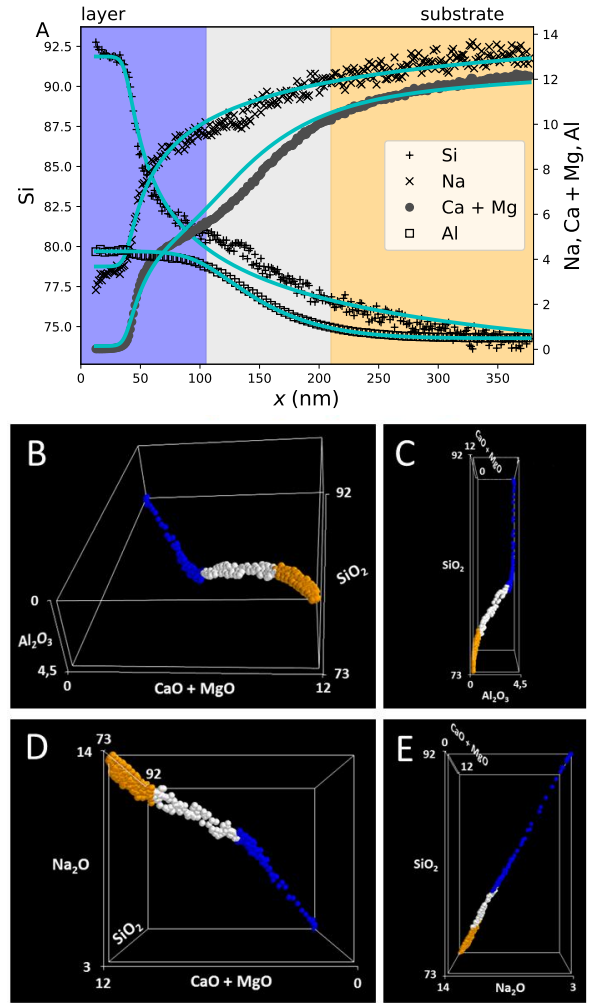 layer
substrate
A
92.5
90.0
87.5
85.0
82.5
80.0
77.5
75.0
Si
14
12
10
8
6
4
2
0
Na, Ca + Mg, Al
Si
Na
Ca + Mg
Al
0
50
100
150
200
250
300
350
x (nm)
B
92
SiO₂
0
Al₂O₃
4,5
0
CaO + MgO
12
73
C
CaO + MgO
12
92
0
SiO₂
73
0
4,5
Al₂O₃
D
73
14
92
Na₂O
SiO₂
3
12
CaO + MgO
0
E
CaO + MgO
0
92
12
SiO₂
73
14
Na₂O
3